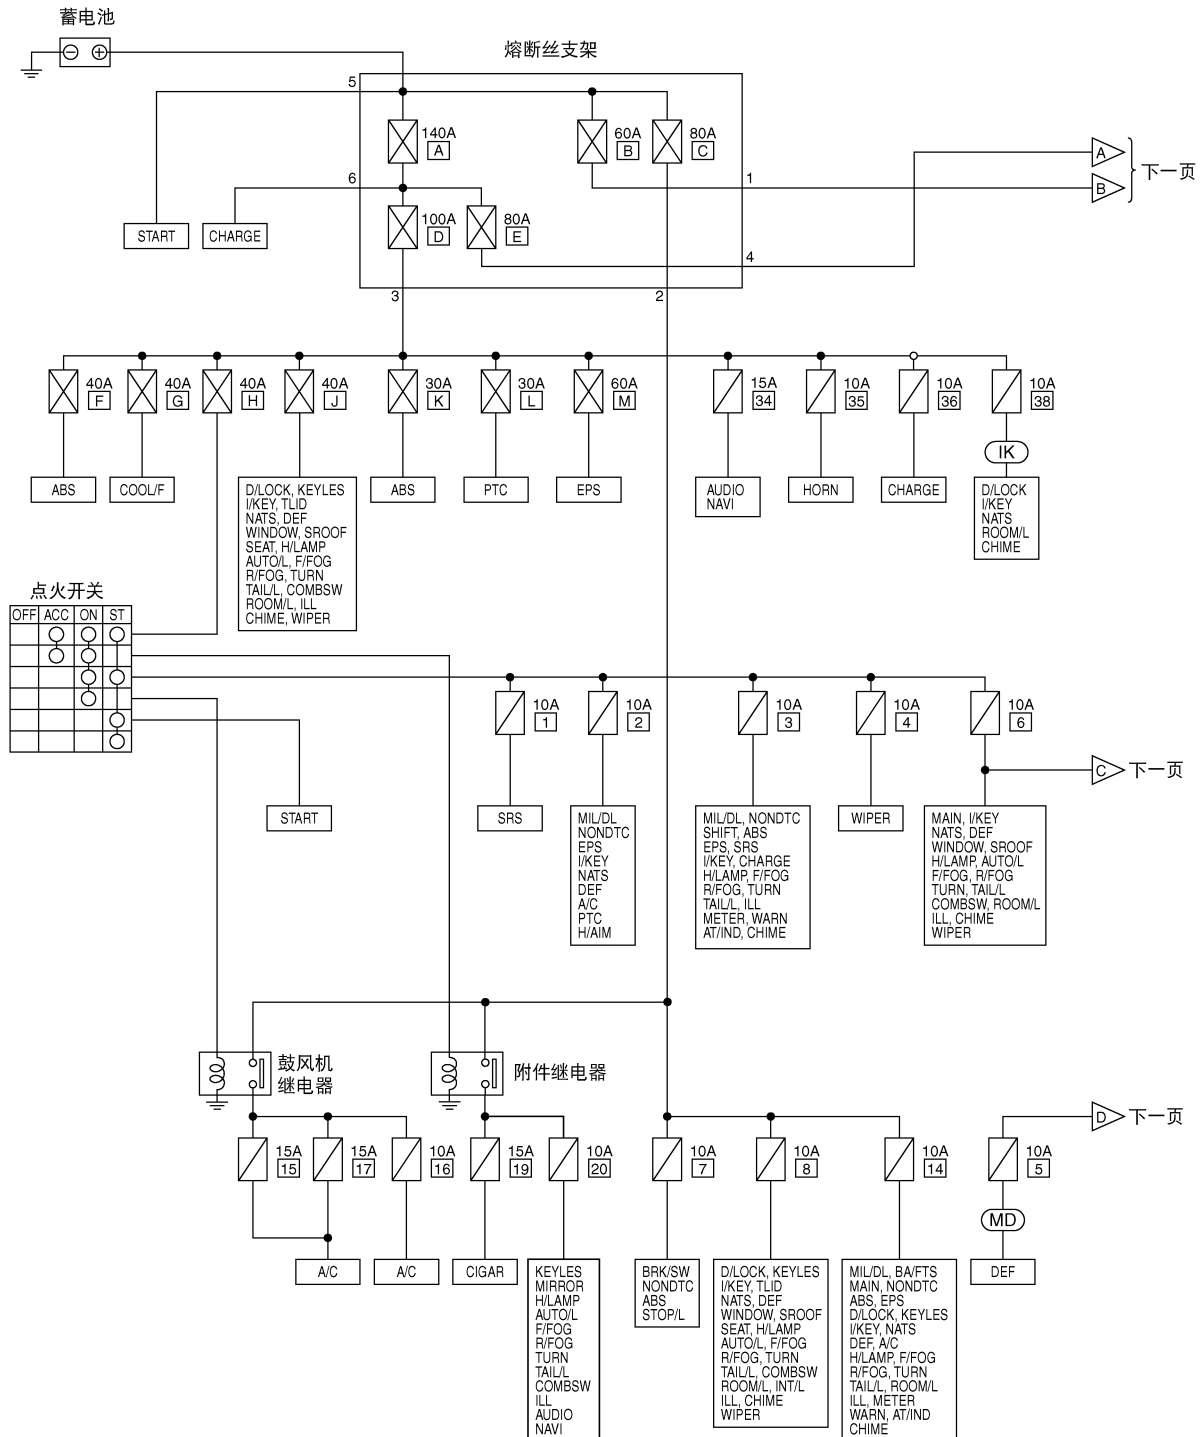 蓄电池
熔断丝支架
5
140A
A
60A
B
80A
C
6
1
A
B
下一页
START
CHARGE
100A
D
80A
E
4
3
2
40A
F
40A
G
40A
H
40A
J
30A
K
30A
L
60A
M
15A
34
10A
35
10A
36
10A
38
IK
ABS
COOL/F
D/LOCK, KEYLES
I/KEY, TLID
NATS, DEF
WINDOW, SROOF
SEAT, H/LAMP
AUTO/L, F/FOG
R/FOG, TURN
TAIL/L, COMBSW
ROOM/L, ILL
CHIME, WIPER
ABS
PTC
EPS
AUDIO
NAVI
HORN
CHARGE
D/LOCK
I/KEY
NATS
ROOM/L
CHIME
点火开关
OFF ACC ON ST
10A
1
10A
2
10A
3
10A
4
10A
6
C
下一页
START
SRS
MIL/DL
NONDTC
EPS
I/KEY
NATS
DEF
A/C
PTC
H/AIM
MIL/DL, NONDTC
SHIFT, ABS
EPS, SRS
I/KEY, CHARGE
H/LAMP, F/FOG
R/FOG, TURN
TAIL/L, ILL
METER, WARN
AT/IND, CHIME
WIPER
MAIN, I/KEY
NATS, DEF
WINDOW, SROOF
H/LAMP, AUTO/L
F/FOG, R/FOG
TURN, TAIL/L
COMBSW, ROOM/L
ILL, CHIME
WIPER
鼓风机
继电器
附件继电器
D
下一页
15A
15
15A
17
10A
16
15A
19
10A
20
10A
7
10A
8
10A
14
10A
5
MD
A/C
A/C
CIGAR
KEYLES
MIRROR
H/LAMP
AUTO/L
F/FOG
R/FOG
TURN
TAIL/L
COMBSW
ILL
AUDIO
NAVI
BRK/SW
NONDTC
ABS
STOP/L
D/LOCK, KEYLES
I/KEY, TLID
NATS, DEF
WINDOW, SROOF
SEAT, H/LAMP
AUTO/L, F/FOG
R/FOG, TURN
TAIL/L, COMBSW
ROOM/L, INT/L
ILL, CHIME
WIPER
MIL/DL, BA/FTS
MAIN, NONDTC
ABS, EPS
D/LOCK, KEYLES
I/KEY, NATS
DEF, A/C
H/LAMP, F/FOG
R/FOG, TURN
TAIL/L, ROOM/L
ILL, METER
WARN, AT/IND
CHIME
DEF